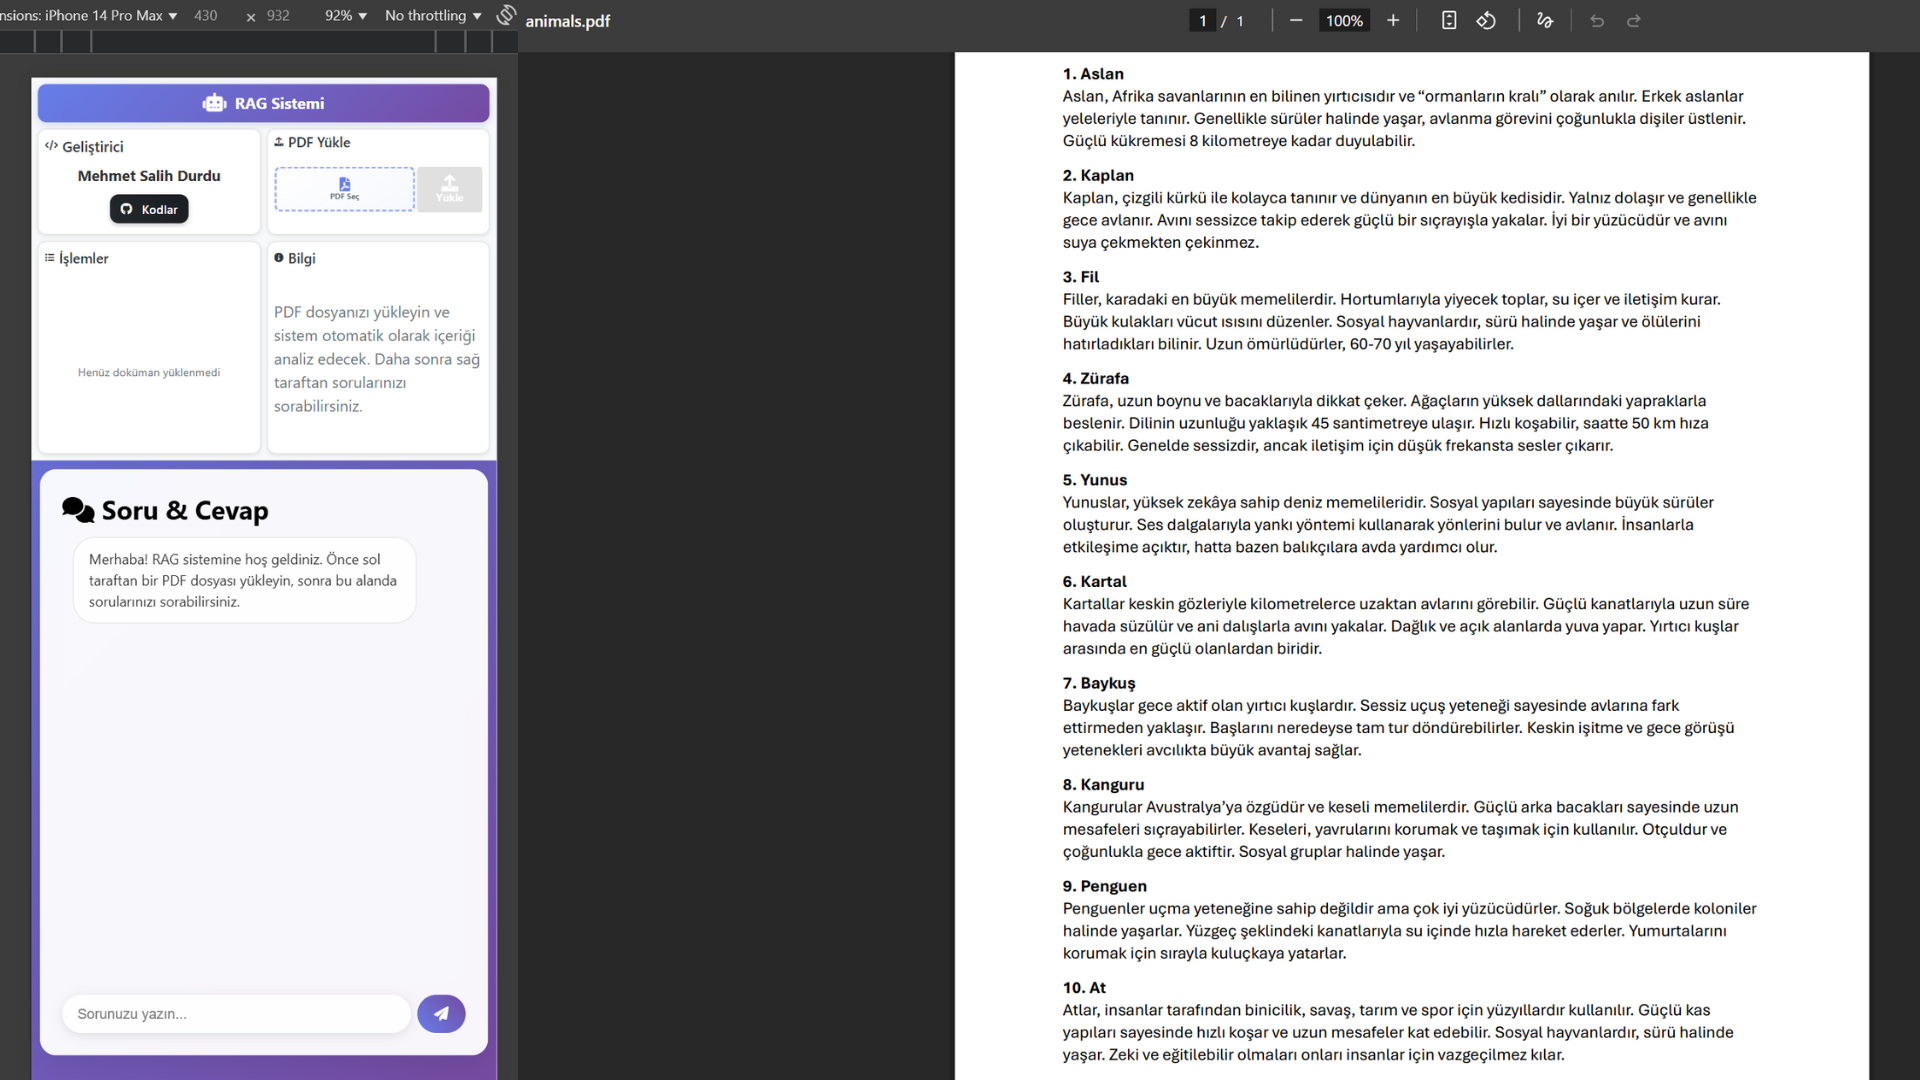 nsions: iPhone 14 Pro Max ▼ 430 × 932 92% ▼ No throttling ▼
RAG Sistemi
</> Geliştirici
Mehmet Salih Durdu
Kodlar
PDF Yükle
PDF Seç
Yükle
İşlemler
Henüz doküman yüklenmedi
Bilgi
PDF dosyanızı yükleyin ve
sistem otomatik olarak içeriği
analiz edecek. Daha sonra sağ
taraftan sorularınızı
sorabilirsiniz.
Soru & Cevap
Merhaba! RAG sistemine hoş geldiniz. Önce sol
taraftan bir PDF dosyası yükleyin, sonra bu alanda
sorularınızı sorabilirsiniz.
Sorunuzu yazın...
animals.pdf
1 / 1 — 100% +
1. Aslan
Aslan, Afrika savanlarının en bilinen yırtıcısıdır ve “ormanların kralı” olarak anılır. Erkek aslanlar
yeleleriyle tanınır. Genellikle sürüler halinde yaşar, avlanma görevini çoğunlukla dişiler üstlenir.
Güçlü kükremesi 8 kilometreye kadar duyulabilir.
2. Kaplan
Kaplan, çizgili kürkü ile kolayca tanınır ve dünyanın en büyük kedisidir. Yalnız dolaşır ve genellikle
gece avlanır. Avını sessizce takip ederek güçlü bir sıçrayışla yakalar. İyi bir yüzücüdür ve avını
suya çekmekten çekinmez.
3. Fil
Filler, karadaki en büyük memelilerdir. Hortumlarıyla yiyecek toplar, su içer ve iletişim kurar.
Büyük kulakları vücut ısısını düzenler. Sosyal hayvanlardır, sürü halinde yaşar ve ölülerini
hatırladıkları bilinir. Uzun ömürlüdürler, 60-70 yıl yaşayabilirler.
4. Zürafa
Zürafa, uzun boynu ve bacaklarıyla dikkat çeker. Ağaçların yüksek dallarındaki yapraklarla
beslenir. Dilinin uzunluğu yaklaşık 45 santimetreye ulaşır. Hızlı koşabilir, saatte 50 km hıza
çıkabilir. Genelde sessizdir, ancak iletişim için düşük frekansta sesler çıkarır.
5. Yunus
Yunuslar, yüksek zekâya sahip deniz memelileridir. Sosyal yapıları sayesinde büyük sürüler
oluşturur. Ses dalgalarıyla yankı yöntemi kullanarak yönlerini bulur ve avlanır. İnsanlarla
etkileşime açıktır, hatta bazen balıkçılara avda yardımcı olur.
6. Kartal
Kartallar keskin gözleriyle kilometrelerce uzaktan avlarını görebilir. Güçlü kanatlarıyla uzun süre
havada süzülür ve ani dalışlarla avını yakalar. Dağlık ve açık alanlarda yuva yapar. Yırtıcı kuşlar
arasında en güçlü olanlardan biridir.
7. Baykuş
Baykuşlar gece aktif olan yırtıcı kuşlardır. Sessiz uçuş yeteneği sayesinde avlarına fark
ettirmeden yaklaşır. Başlarını neredeyse tam tur döndürebilirler. Keskin işitme ve gece görüşü
yetenekleri avcılıkta büyük avantaj sağlar.
8. Kanguru
Kangurular Avustralya’ya özgüdür ve keseli memelilerdir. Güçlü arka bacakları sayesinde uzun
mesafeleri sıçrayabilirler. Keseleri, yavrularını korumak ve taşımak için kullanılır. Otçuldur ve
çoğunlukla gece aktiftir. Sosyal gruplar halinde yaşar.
9. Penguen
Penguenler uçma yeteneğine sahip değildir ama çok iyi yüzücüdürler. Soğuk bölgelerde koloniler
halinde yaşarlar. Yüzgeç şeklindeki kanatlarıyla su içinde hızla hareket ederler. Yumurtalarını
korumak için sırayla kuluçkaya yatarlar.
10. At
Atlar, insanlar tarafından binicilik, savaş, tarım ve spor için yüzyıllardır kullanılır. Güçlü kas
yapıları sayesinde hızlı koşar ve uzun mesafeler kat edebilir. Sosyal hayvanlardır, sürü halinde
yaşar. Zeki ve eğitilebilir olmaları onları insanlar için vazgeçilmez kılar.